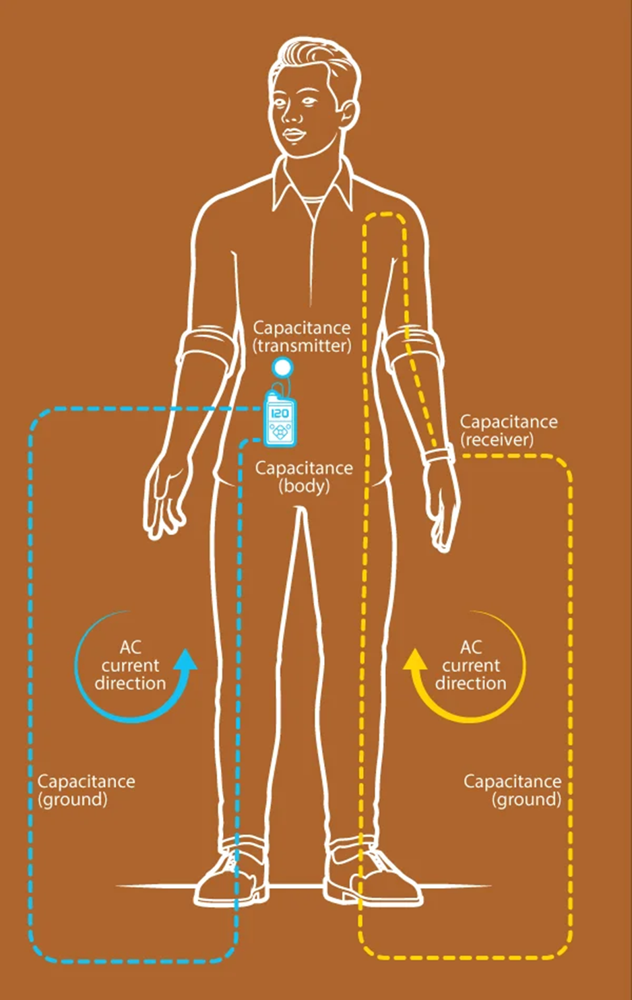 Capacitance
(transmitter)
120
Capacitance
(receiver)
Capacitance
(body)
AC
current
direction
AC
current
direction
Capacitance
(ground)
Capacitance
(ground)